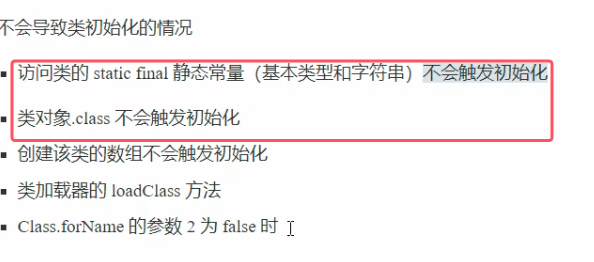 不会导致类初始化的情况
访问类的 static final 静态常量（基本类型和字符串）不会触发初始化
类对象.class 不会触发初始化
创建该类的数组不会触发初始化
类加载器的 loadClass 方法
Class.forName 的参数 2 为 false 时